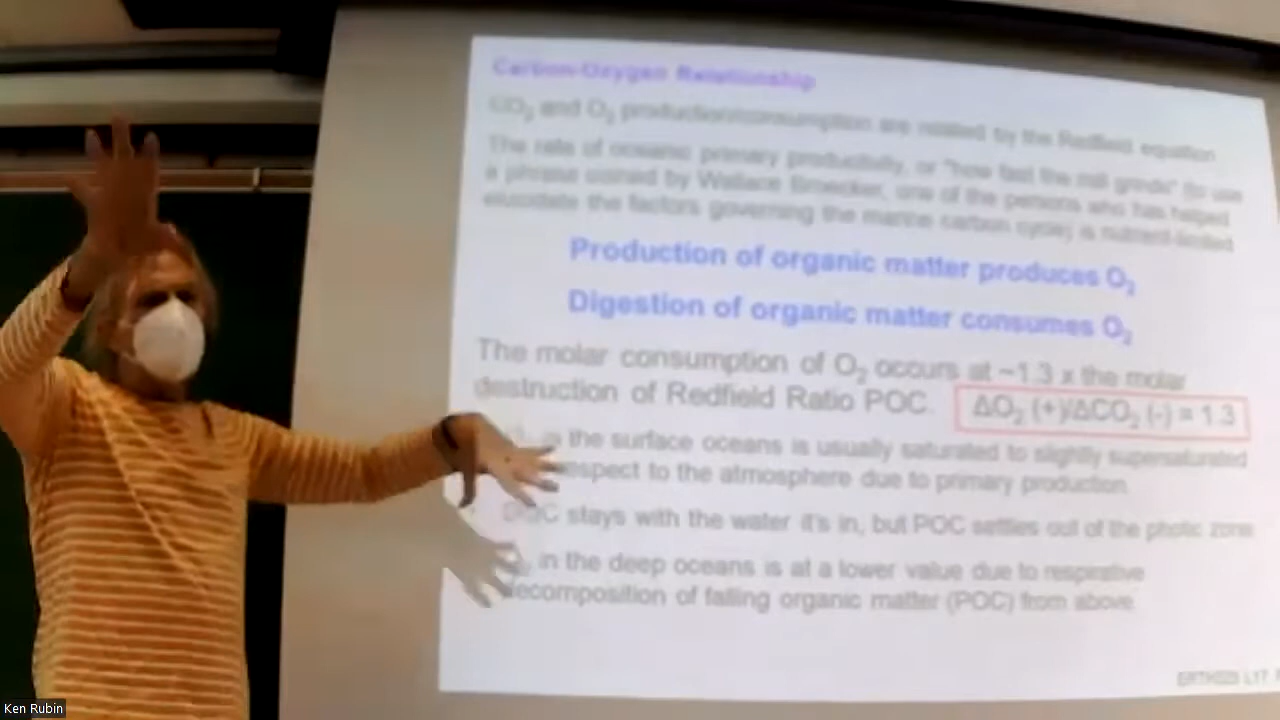 Carbon-Oxygen Relationship
CO₂ and O₂ production/consumption are related by the Redfield equation
The rate of oceanic primary productivity, or "how fast the mill grinds" (to use
a phrase coined by Wallace Broecker, one of the persons who has helped
elucidate the factors governing the marine carbon cycle) is nutrient-limited
Production of organic matter produces O₂
Digestion of organic matter consumes O₂
The molar consumption of O₂ occurs at ~1.3 x the molar
destruction of Redfield Ratio POC.
ΔO₂ (+)/ΔCO₂ (-) = 1.3
in the surface oceans is usually saturated to slightly supersaturated
respect to the atmosphere due to primary production.
DOC stays with the water it's in, but POC settles out of the photic zone
in the deep oceans is at a lower value due to respirative
decomposition of falling organic matter (POC) from above.
Ken Rubin